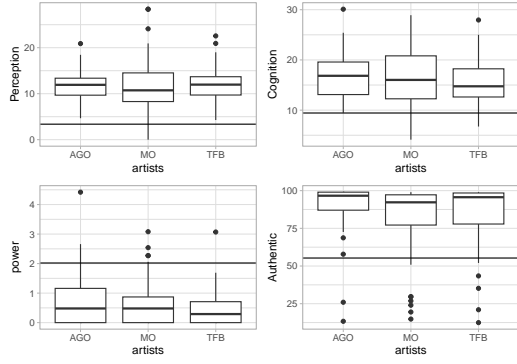 Perception
20
10
0
AGO MO TFB
artists
Cognition
30
20
10
AGO MO TFB
artists
power
4
3
2
1
0
AGO MO TFB
artists
Authentic
100
75
50
25
AGO MO TFB
artists